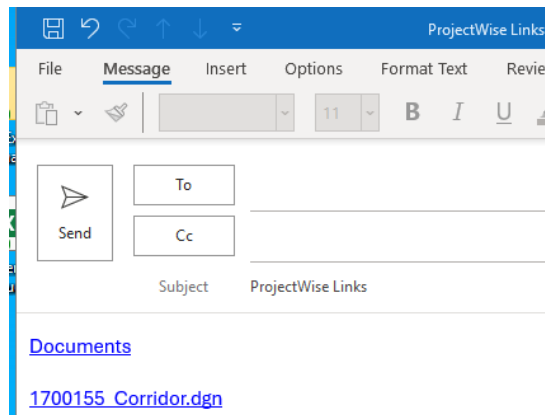 ProjectWise Links
File Message Insert Options Format Text Revie
11 B I U
To
Send
Cc
Subject ProjectWise Links
Documents
1700155_Corridor.dgn